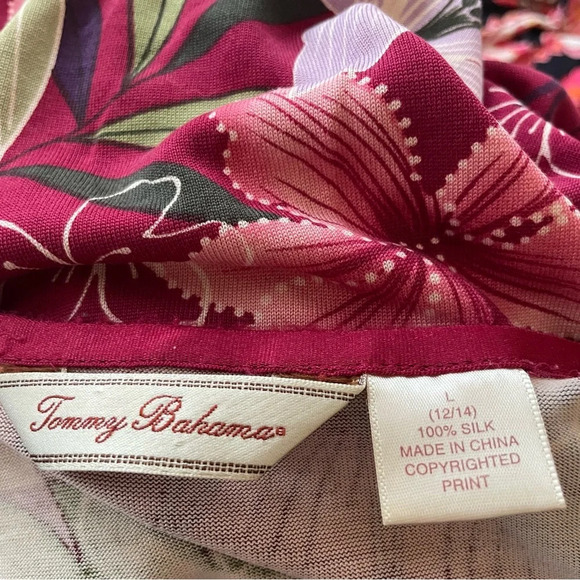 Tommy Bahama®
L
(12/14)
100% SILK
MADE IN CHINA
COPYRIGHTED
PRINT